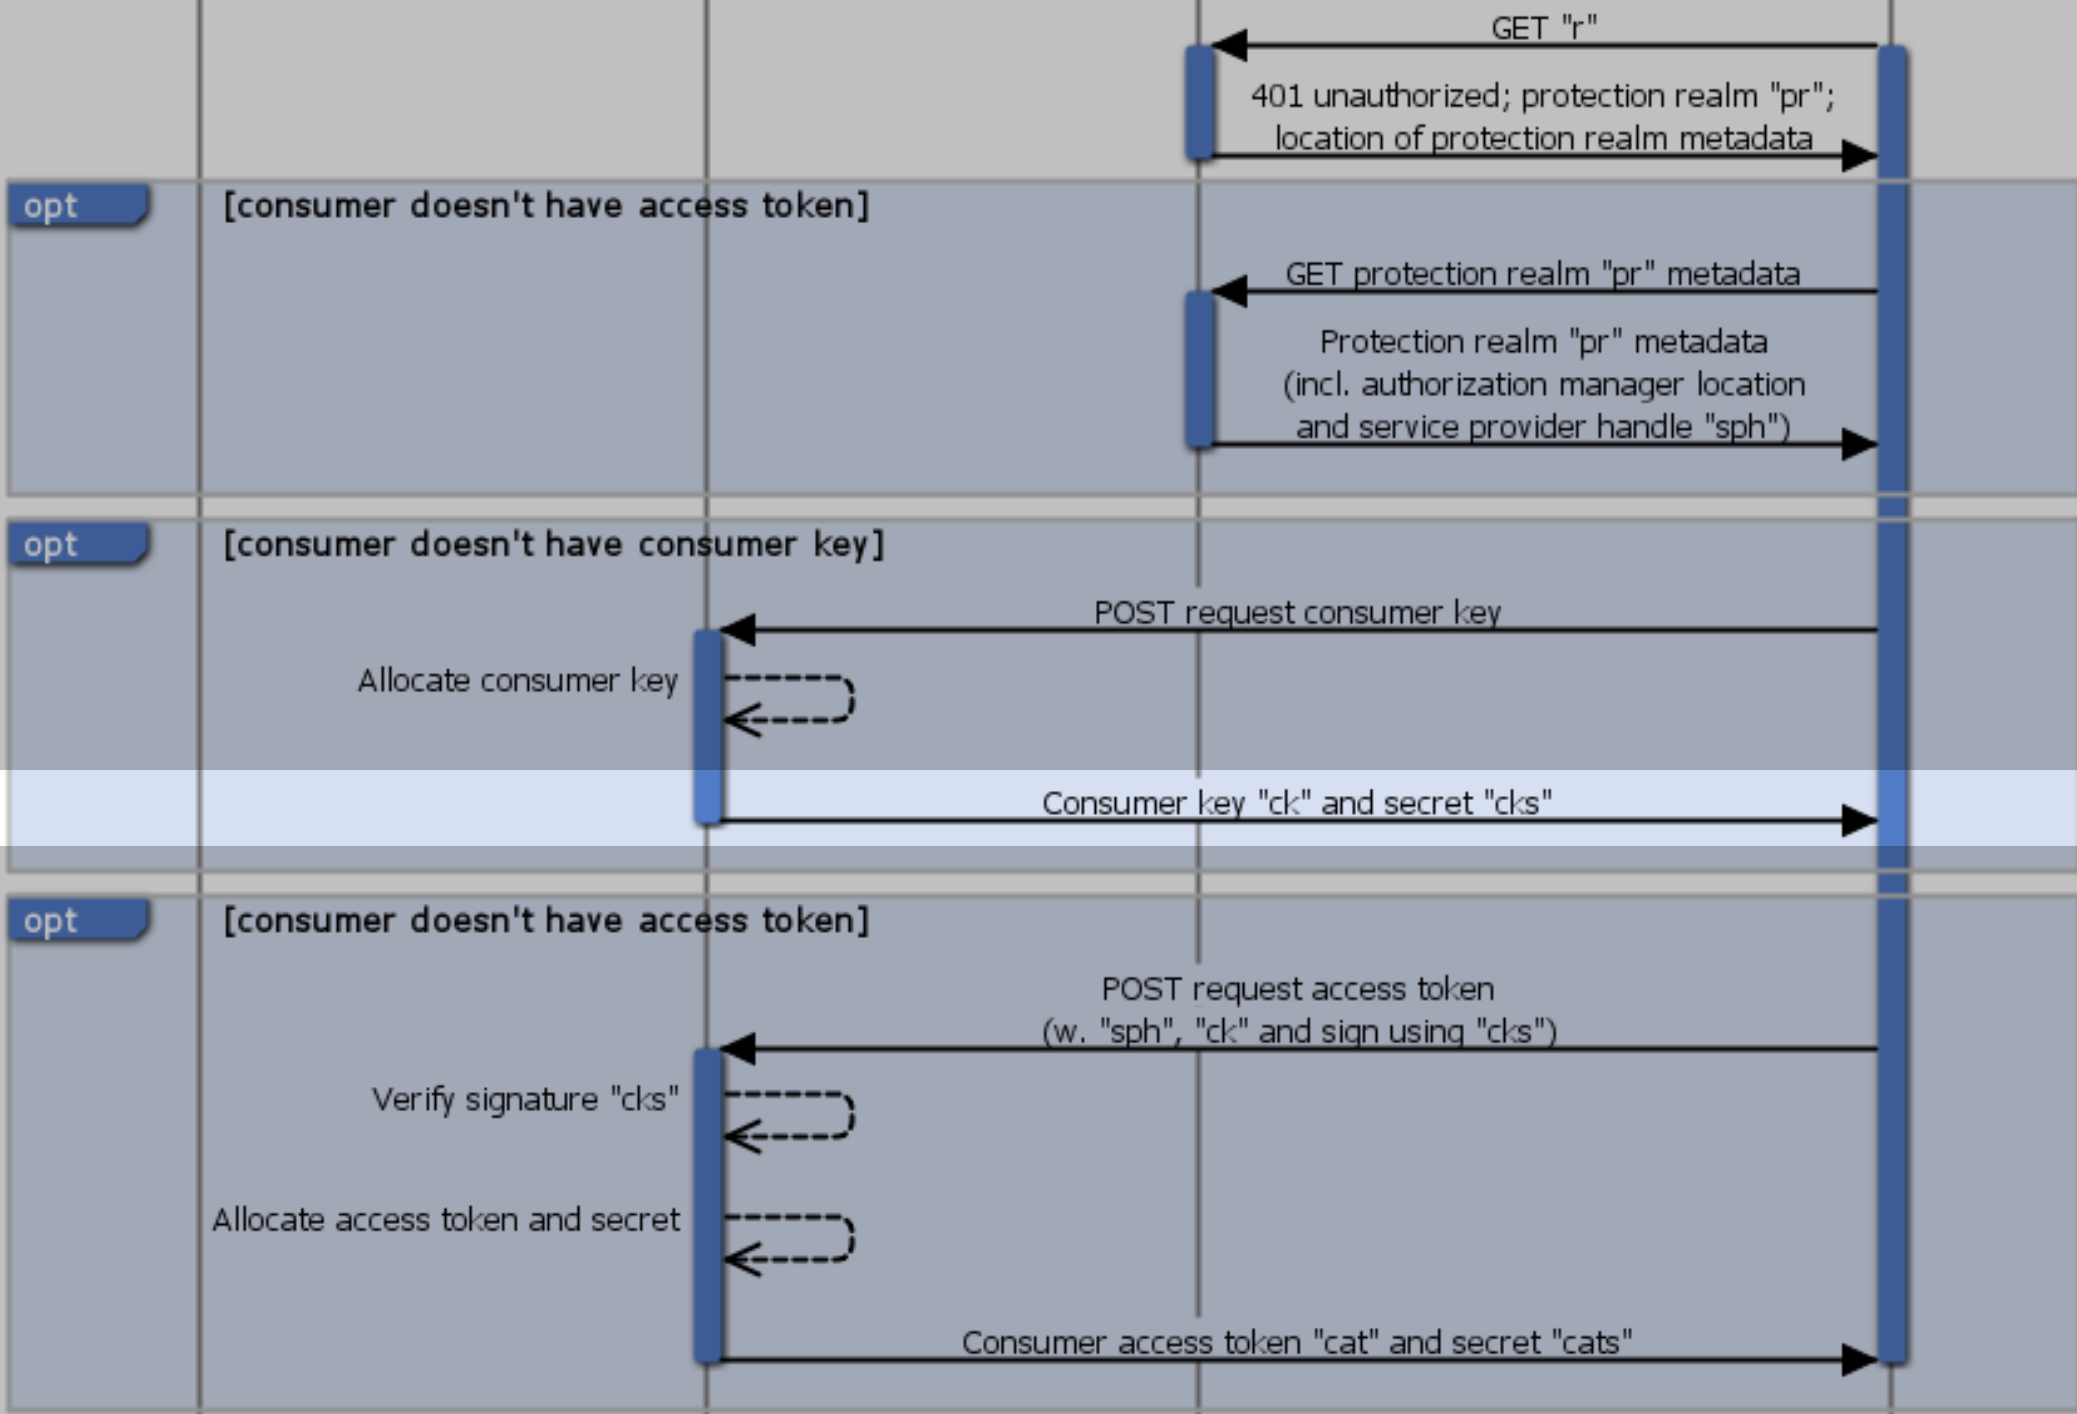 GET "r"
401 unauthorized; protection realm "pr";
location of protection realm metadata
opt
[consumer doesn't have access token]
GET protection realm "pr" metadata
Protection realm "pr" metadata
(incl. authorization manager location
and service provider handle "sph")
opt
[consumer doesn't have consumer key]
POST request consumer key
Allocate consumer key
Consumer key "ck" and secret "cks"
opt
[consumer doesn't have access token]
POST request access token
(w. "sph", "ck" and sign using "cks")
Verify signature "cks"
Allocate access token and secret
Consumer access token "cat" and secret "cats"